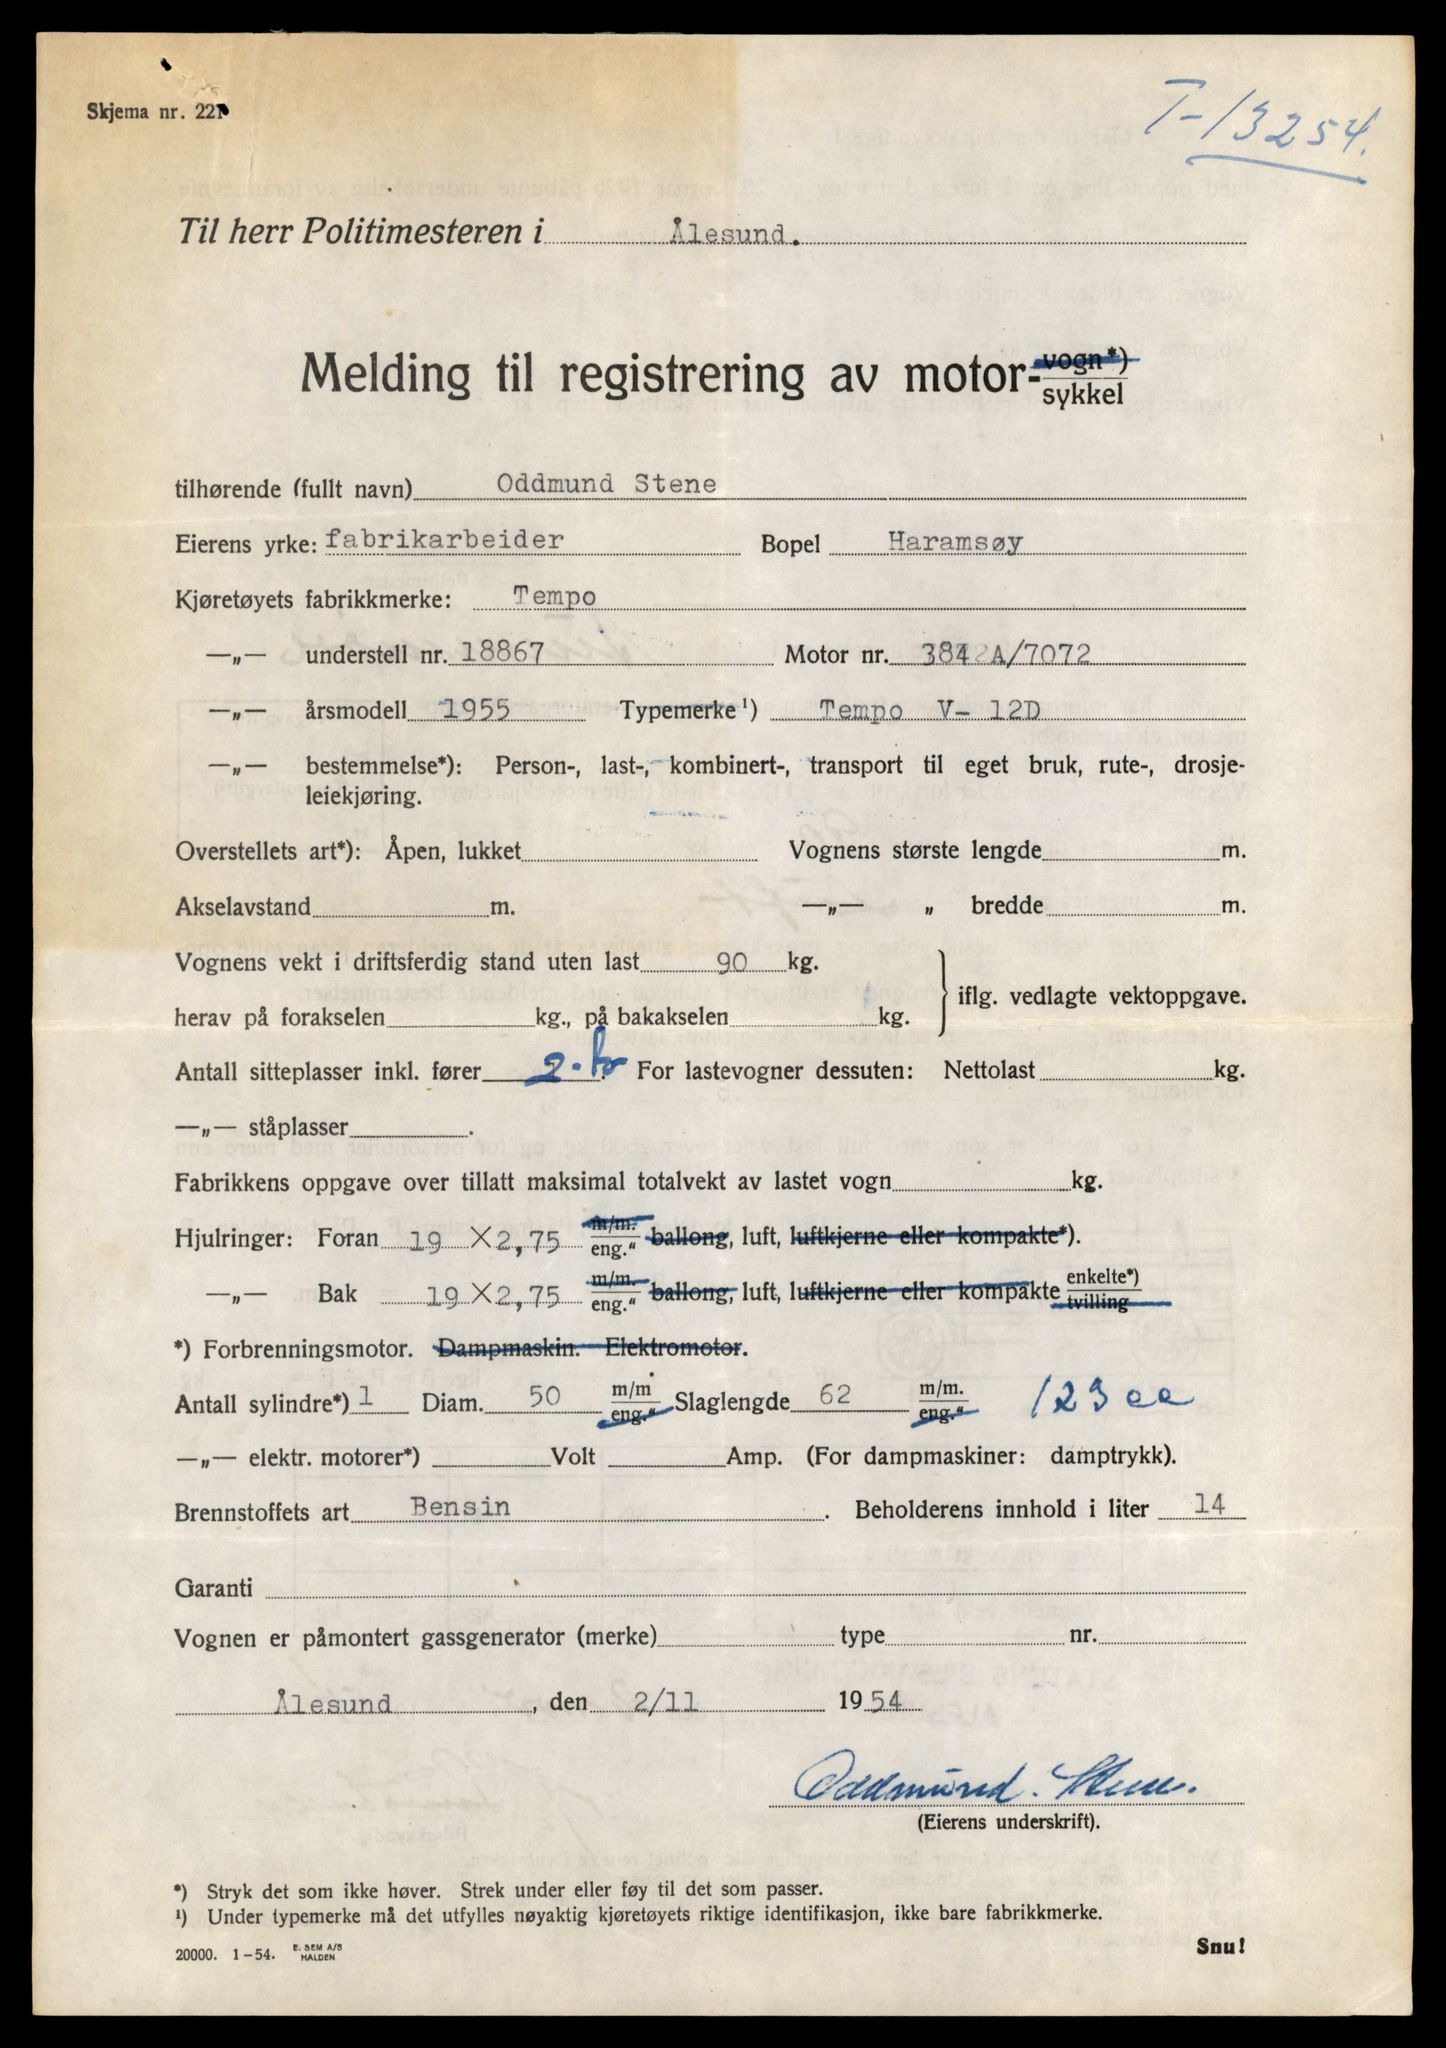 Skjema nr. 221
T-13254.
Til herr Politimesteren i Ålesund.
Melding til registrering av motor- vogn*)
sykkel
tilhørende (fullt navn) Oddmund Stene
Eierens yrke: fabrikarbeider Bopel Haramsøy
Kjøretøyets fabrikkmerke: Tempo
—„— understell nr. 18867 Motor nr. 3842A/7072
—„— årsmodell 1955 Typemerke¹) Tempo V- 12D
—„— bestemmelse*): Person-, last-, kombinert-, transport til eget bruk, rute-, drosje-
leiekjøring.
Overstellets art*): Åpen, lukket Vognens største lengde m.
Akselavstand m. —„— „ bredde m.
Vognens vekt i driftsferdig stand uten last 90 kg.
herav på forakselen kg., på bakakselen kg. } iflg. vedlagte vektoppgave.
Antall sitteplasser inkl. fører 2. For lastevogner dessuten: Nettolast kg.
—„— ståplasser .
Fabrikkens oppgave over tillatt maksimal totalvekt av lastet vogn kg.
Hjulringer: Foran 19 X 2,75 m/m. eng.“ ballong, luft, luftkjerne eller kompakte*).
—„— Bak 19 X 2,75 m/m. eng.“ ballong, luft, luftkjerne eller kompakte enkelte*) tvilling
*) Forbrenningsmotor. Dampmaskin. Elektromotor.
Antall sylindre*) 1 Diam. 50 m/m eng.“ Slaglengde 62 m/m. eng.“ 123 cc
—„— elektr. motorer*) Volt Amp. (For dampmaskiner: damptrykk).
Brennstoffets art Bensin . Beholderens innhold i liter 14
Garanti
Vognen er påmontert gassgenerator (merke) type nr.
Ålesund , den 2/11 1954
Oddmund. Stene.
(Eierens underskrift).
*) Stryk det som ikke høver. Strek under eller føy til det som passer.
¹) Under typemerke må det utfylles nøyaktig kjøretøyets riktige identifikasjon, ikke bare fabrikkmerke.
20000. 1-54. E. SEM A/S HALDEN
Snu!